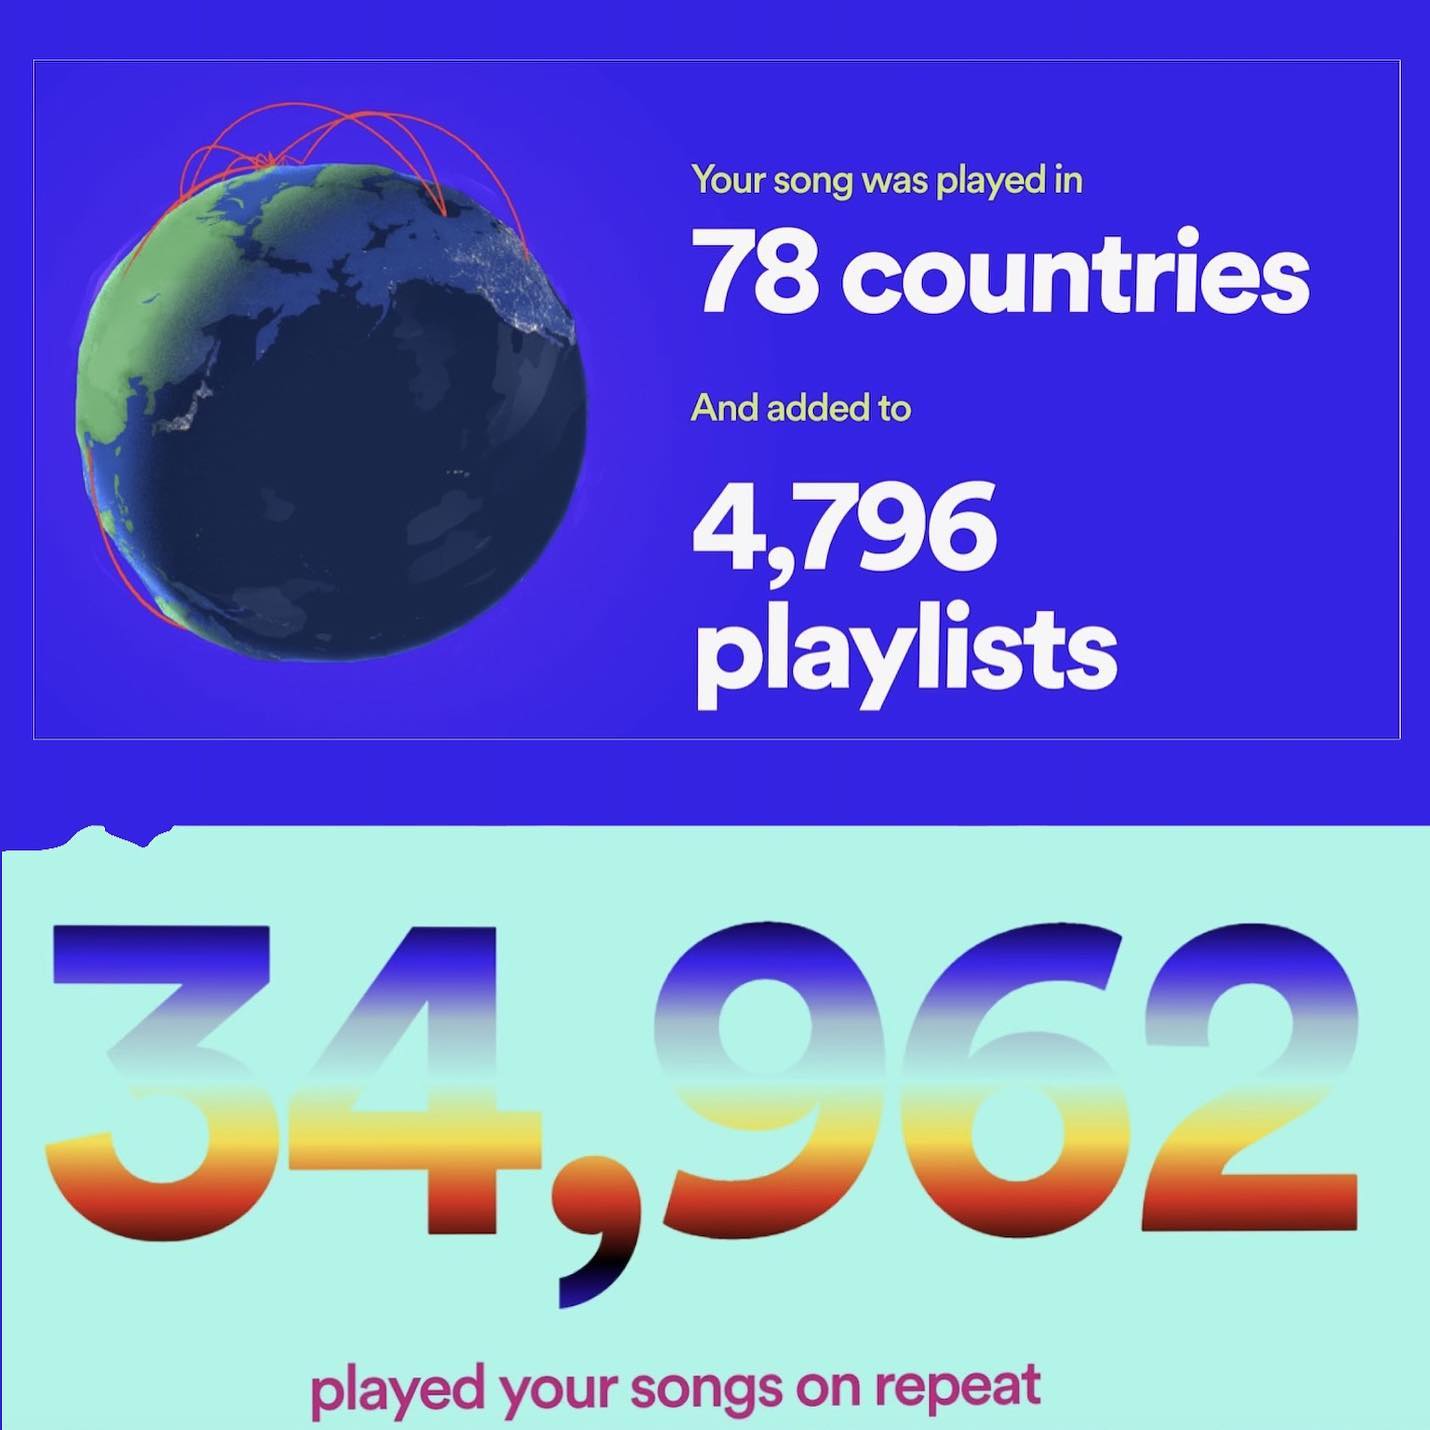 Your song was played in
78 countries
And added to
4,796
playlists
34,962
played your songs on repeat